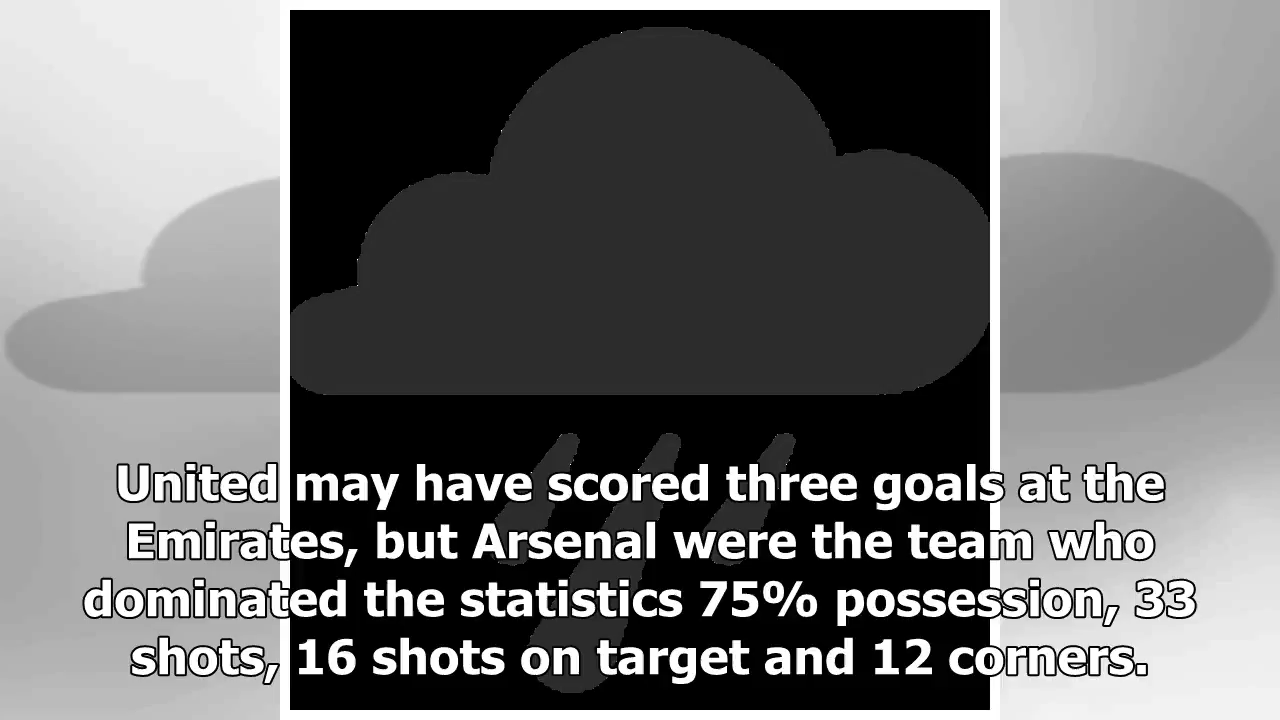 United may have scored three goals at the
Emirates, but Arsenal were the team who
dominated the statistics 75% possession, 33
shots, 16 shots on target and 12 corners.